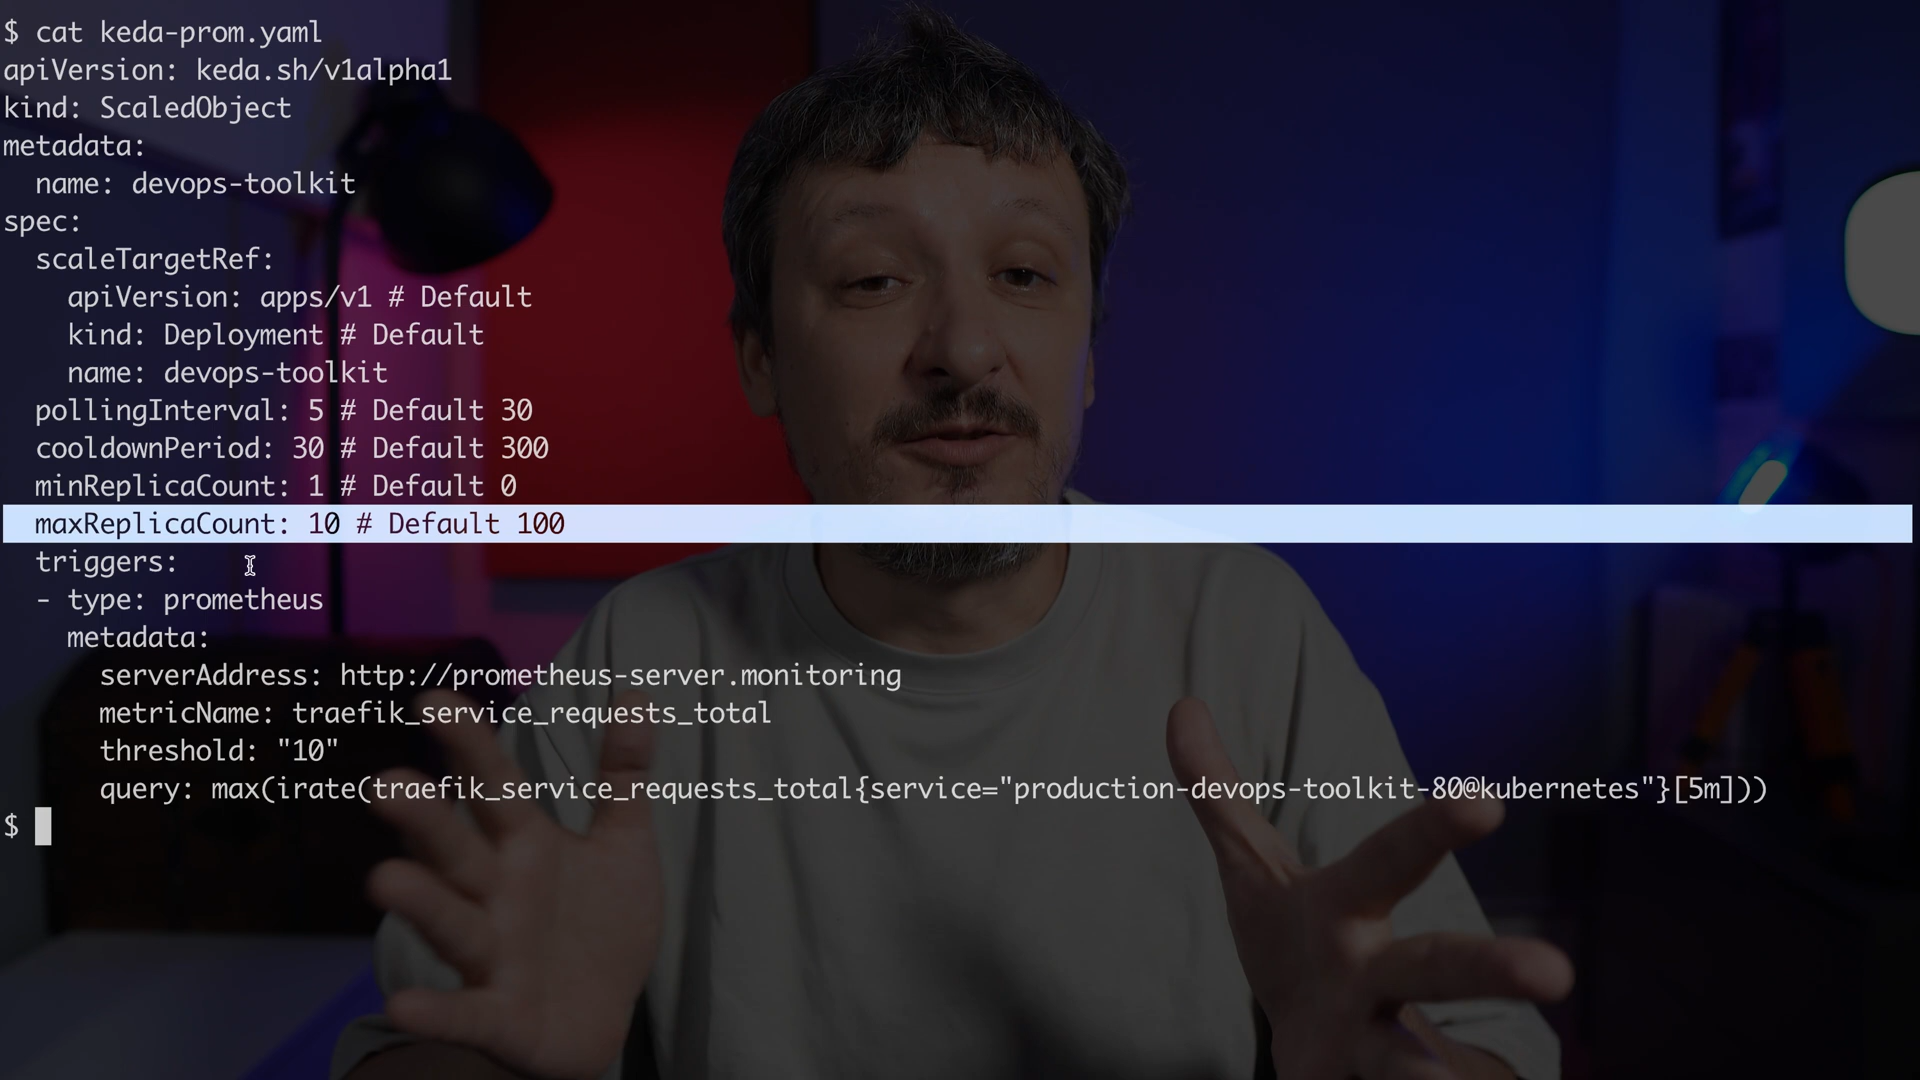 $ cat keda-prom.yaml
apiVersion: keda.sh/v1alpha1
kind: ScaledObject
metadata:
  name: devops-toolkit
spec:
  scaleTargetRef:
    apiVersion: apps/v1 # Default
    kind: Deployment # Default
    name: devops-toolkit
  pollingInterval: 5 # Default 30
  cooldownPeriod: 30 # Default 300
  minReplicaCount: 1 # Default 0
  maxReplicaCount: 10 # Default 100
  triggers:
  - type: prometheus
    metadata:
      serverAddress: http://prometheus-server.monitoring
      metricName: traefik_service_requests_total
      threshold: "10"
      query: max(irate(traefik_service_requests_total{service="production-devops-toolkit-80@kubernetes"}[5m]))
$